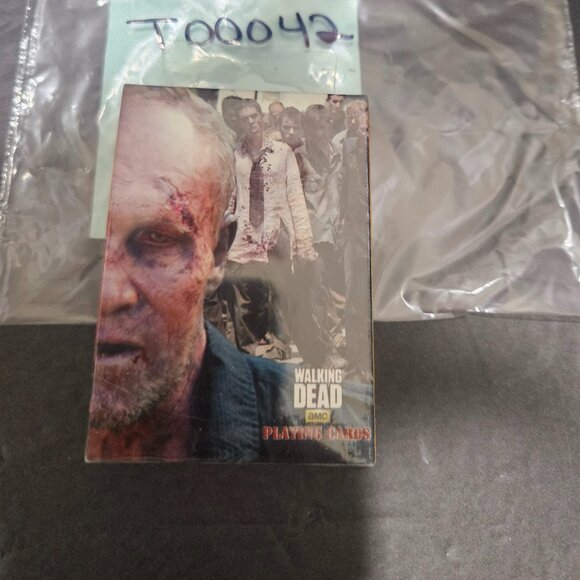 T00042
WALKING
DEAD
amc
PLAYING CARDS